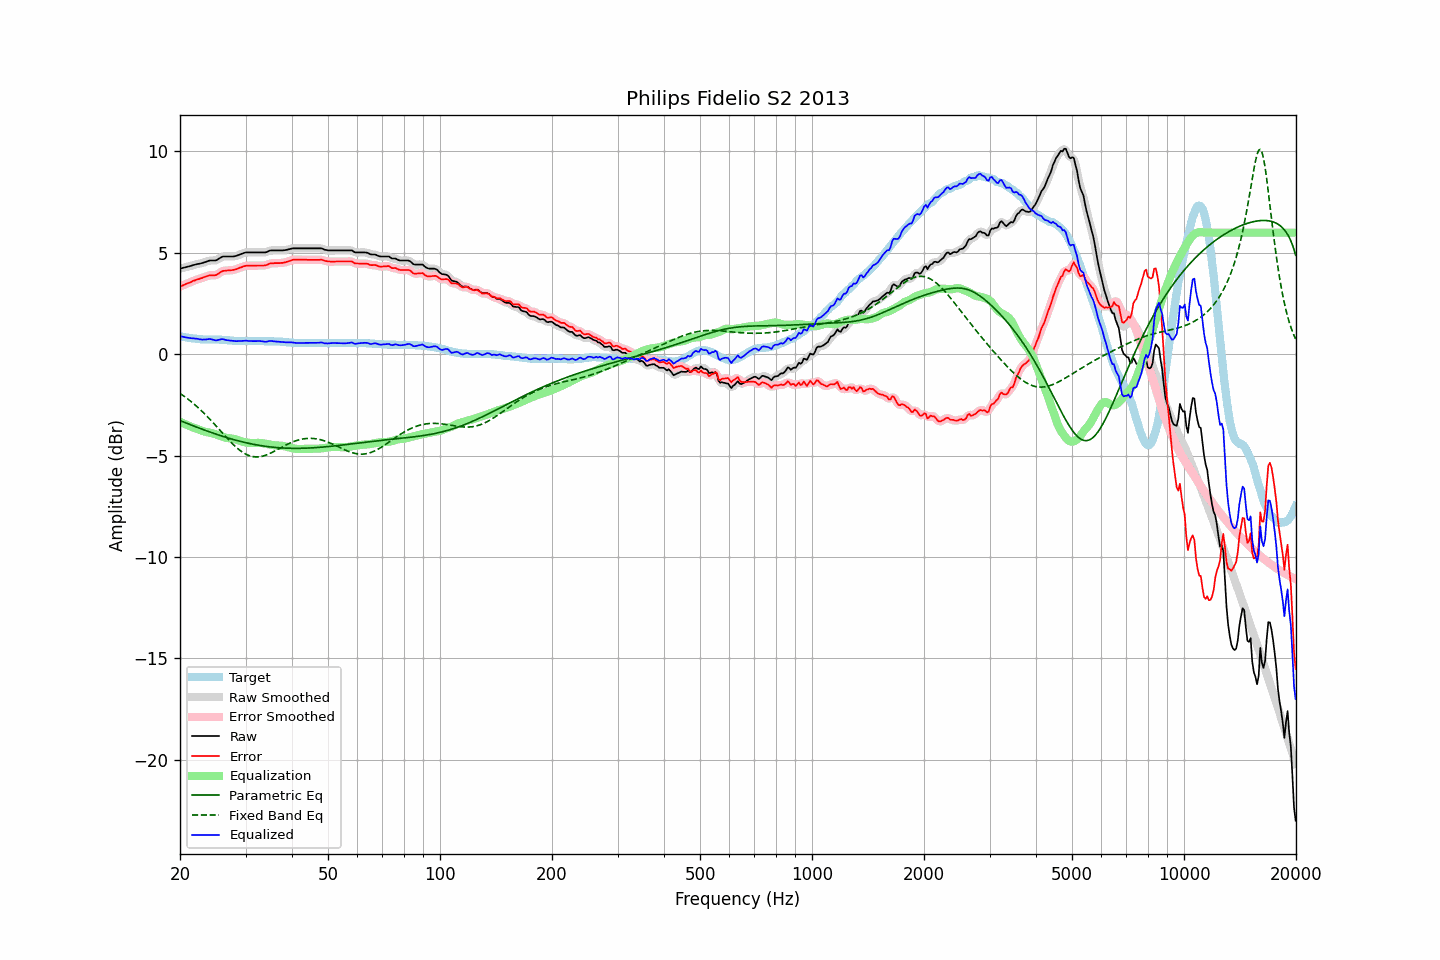 Philips Fidelio S2 2013
Amplitude (dBr)
10
5
0
−5
−10
−15
−20
Target
Raw Smoothed
Error Smoothed
Raw
Error
Equalization
Parametric Eq
Fixed Band Eq
Equalized
20 50 100 200 500 1000 2000 5000 10000 20000
Frequency (Hz)